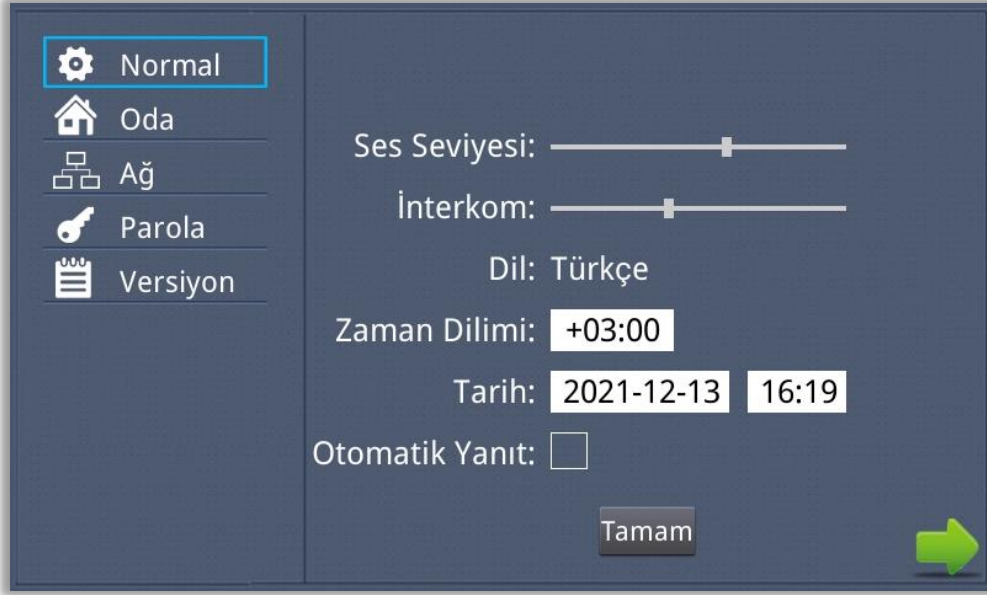 Normal
Oda
Ağ
Parola
Versiyon
Ses Seviyesi:
İnterkom:
Dil: Türkçe
Zaman Dilimi: +03:00
Tarih: 2021-12-13 16:19
Otomatik Yanıt:
Tamam